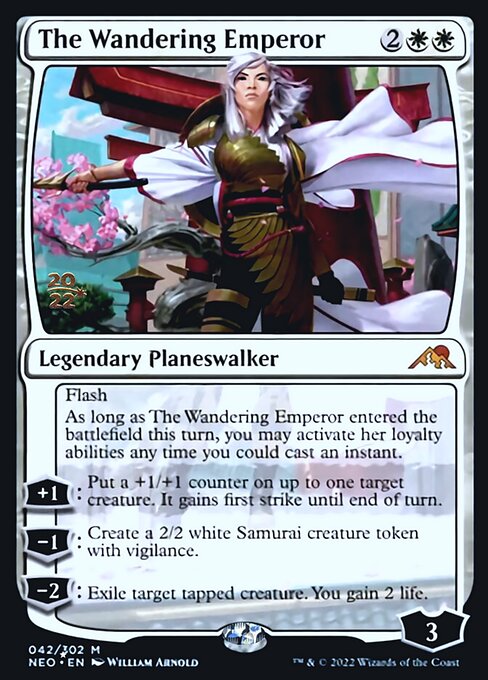 The Wandering Emperor 2
20
22
Legendary Planeswalker
Flash
As long as The Wandering Emperor entered the
battlefield this turn, you may activate her loyalty
abilities any time you could cast an instant.
+1 : Put a +1/+1 counter on up to one target
creature. It gains first strike until end of turn.
-1 : Create a 2/2 white Samurai creature token
with vigilance.
-2 : Exile target tapped creature. You gain 2 life.
3
042/302 M
NEO★EN William Arnold ™ & © 2022 Wizards of the Coast